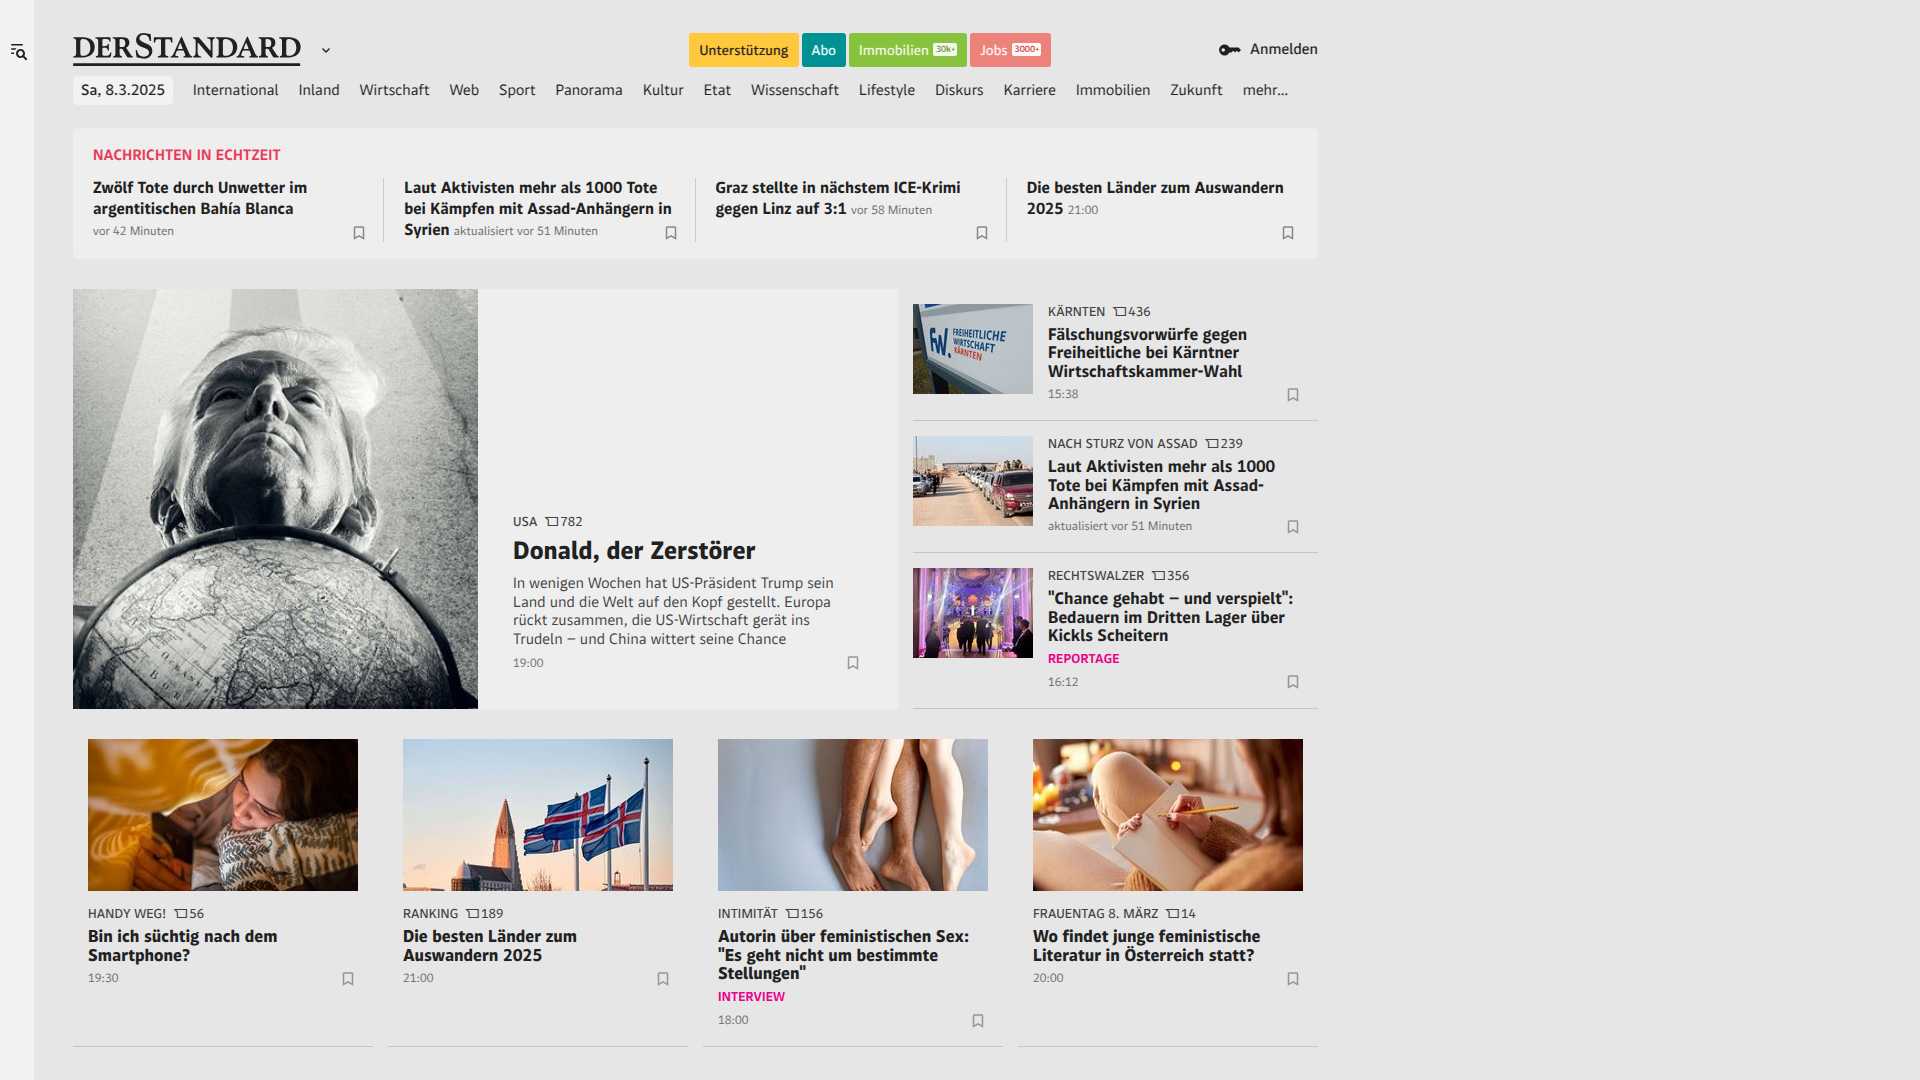 DERSTANDARD
Unterstützung
Abo
Immobilien 30k+
Jobs 3000+
Anmelden
Sa, 8.3.2025
International
Inland
Wirtschaft
Web
Sport
Panorama
Kultur
Etat
Wissenschaft
Lifestyle
Diskurs
Karriere
Immobilien
Zukunft
mehr...
NACHRICHTEN IN ECHTZEIT
Zwölf Tote durch Unwetter im
argentitischen Bahía Blanca
vor 42 Minuten
Laut Aktivisten mehr als 1000 Tote
bei Kämpfen mit Assad-Anhängern in
Syrien aktualisiert vor 51 Minuten
Graz stellte in nächstem ICE-Krimi
gegen Linz auf 3:1 vor 58 Minuten
Die besten Länder zum Auswandern
2025 21:00
USA 782
Donald, der Zerstörer
In wenigen Wochen hat US-Präsident Trump sein
Land und die Welt auf den Kopf gestellt. Europa
rückt zusammen, die US-Wirtschaft gerät ins
Trudeln – und China wittert seine Chance
19:00
FW.
FREIHEITLICHE
WIRTSCHAFT
KÄRNTEN
KÄRNTEN 436
Fälschungsvorwürfe gegen
Freiheitliche bei Kärntner
Wirtschaftskammer-Wahl
15:38
NACH STURZ VON ASSAD 239
Laut Aktivisten mehr als 1000
Tote bei Kämpfen mit Assad-
Anhängern in Syrien
aktualisiert vor 51 Minuten
RECHTSWALZER 356
"Chance gehabt – und verspielt":
Bedauern im Dritten Lager über
Kickls Scheitern
REPORTAGE
16:12
HANDY WEG! 56
Bin ich süchtig nach dem
Smartphone?
19:30
RANKING 189
Die besten Länder zum
Auswandern 2025
21:00
INTIMITÄT 156
Autorin über feministischen Sex:
"Es geht nicht um bestimmte
Stellungen"
INTERVIEW
18:00
FRAUENTAG 8. MÄRZ 14
Wo findet junge feministische
Literatur in Österreich statt?
20:00